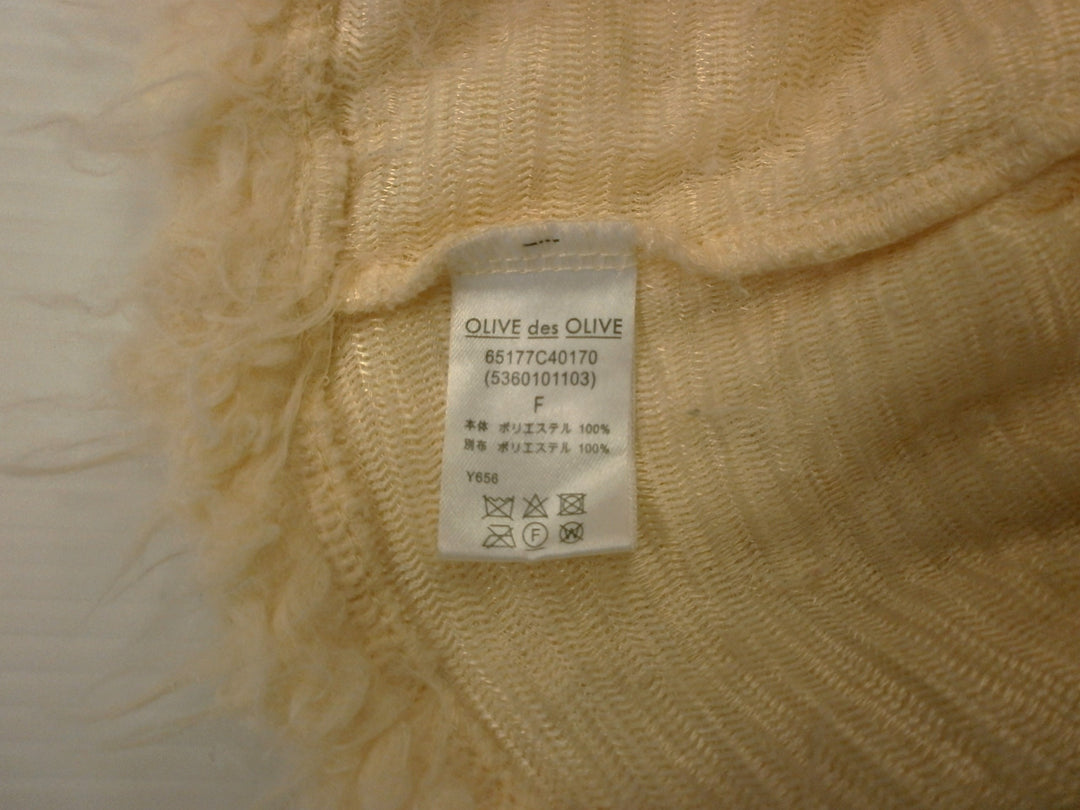 OLIVE des OLIVE
65177C40170
(5360101103)
F
本体 ポリエステル 100%
別布 ポリエステル 100%
Y656
F W